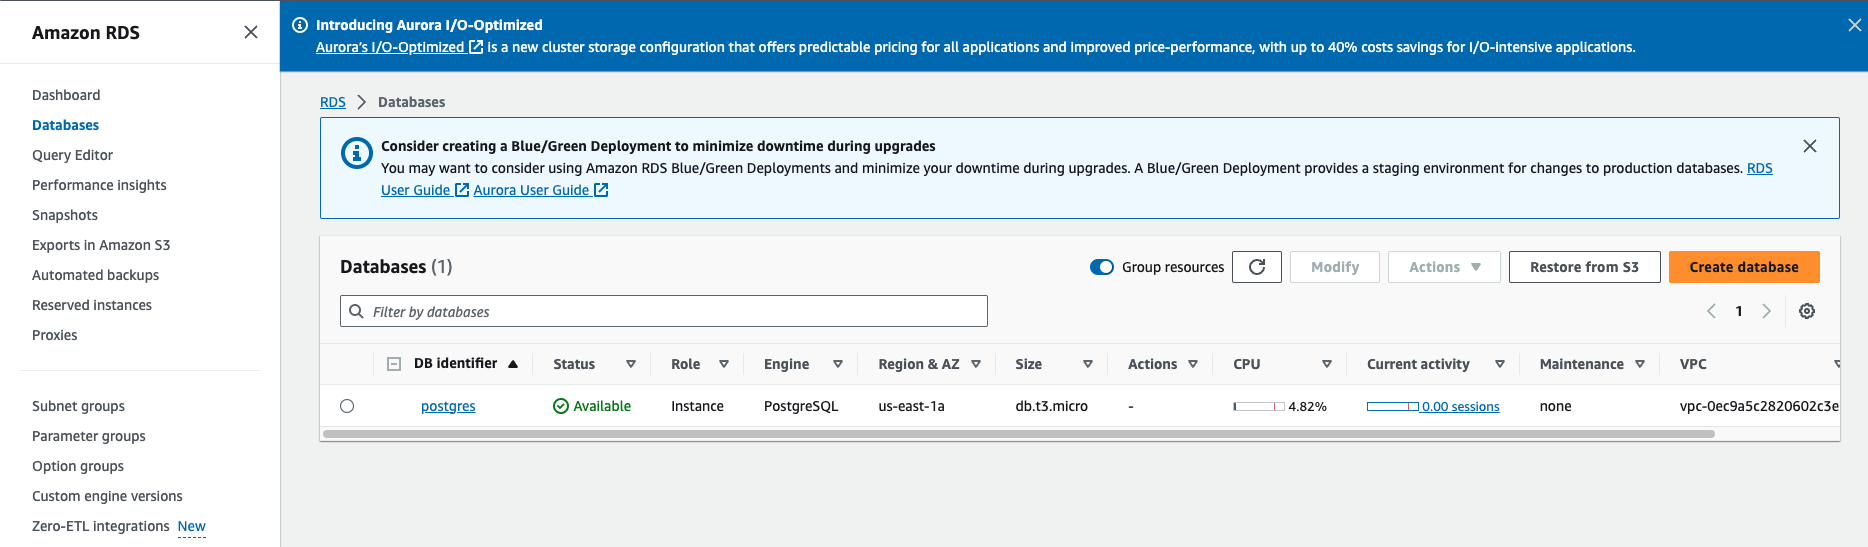 Amazon RDS
Dashboard
Databases
Query Editor
Performance insights
Snapshots
Exports in Amazon S3
Automated backups
Reserved instances
Proxies
Subnet groups
Parameter groups
Option groups
Custom engine versions
Zero-ETL integrations New
Introducing Aurora I/O-Optimized
Aurora's I/O-Optimized is a new cluster storage configuration that offers predictable pricing for all applications and improved price-performance, with up to 40% costs savings for I/O-intensive applications.
RDS > Databases
Consider creating a Blue/Green Deployment to minimize downtime during upgrades
You may want to consider using Amazon RDS Blue/Green Deployments and minimize your downtime during upgrades. A Blue/Green Deployment provides a staging environment for changes to production databases. RDS
User Guide Aurora User Guide
Databases (1) Group resources Modify Actions Restore from S3 Create database
Filter by databases 1
DB identifier Status Role Engine Region & AZ Size Actions CPU Current activity Maintenance VPC
postgres Available Instance PostgreSQL us-east-1a db.t3.micro - 4.82% 0.00 sessions none vpc-0ec9a5c2820602c3e